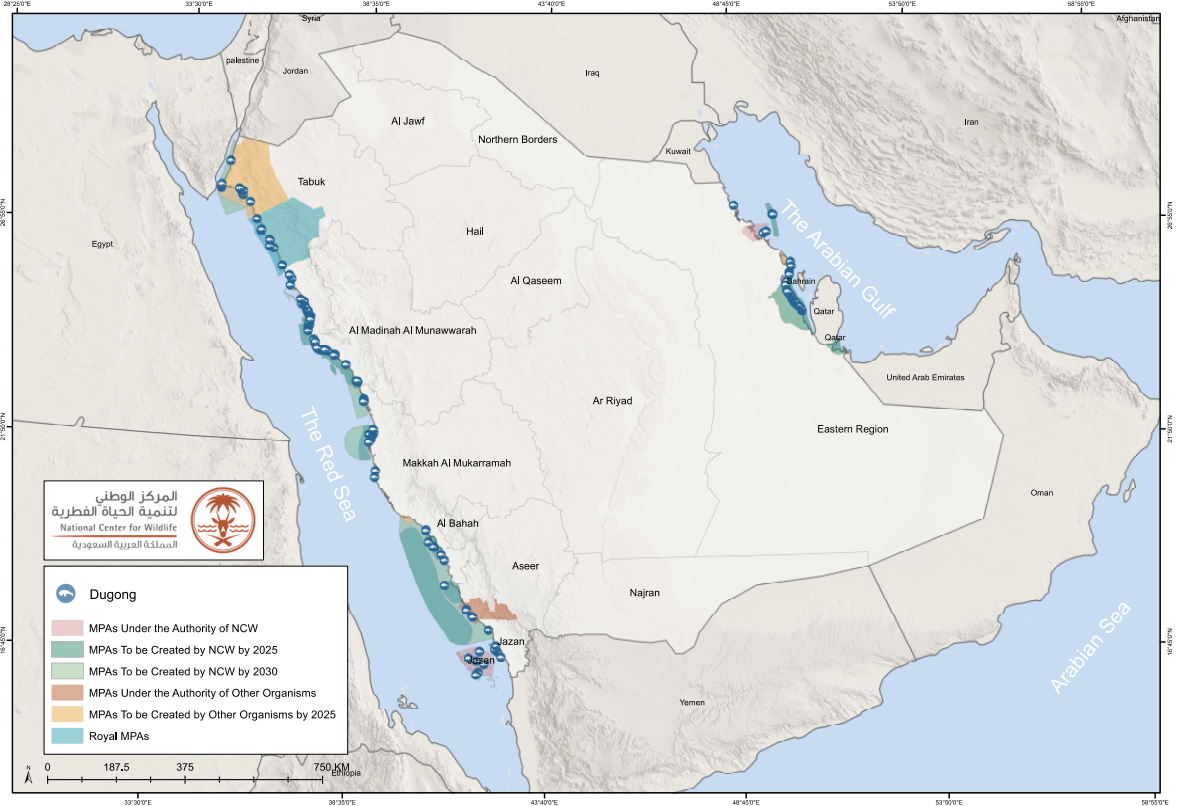 28°25'0"E 33°30'0"E 38°35'0"E 43°40'0"E 48°45'0"E 53°50'0"E 58°55'0"E
Syria
Afghanistan
palestine
Jordan
Iraq
Iran
Al Jawf
Northern Borders
Kuwait
Tabuk
26°55'0"N
26°55'0"N
Egypt
Hail
The Arabian Gulf
Al Qaseem
Bahrain
Qatar
Al Madinah Al Munawwarah
Qatar
United Arab Emirates
Ar Riyad
21°50'0"N
21°50'0"N
Eastern Region
The Red Sea
Makkah Al Mukarramah
Oman
المركز الوطني
لتنمية الحياة الفطرية
National Center for Wildlife
المملكة العربية السعودية
Al Bahah
Aseer
Najran
Arabian Sea
16°45'0"N
16°45'0"N
Jazan
Jazan
Yemen
Dugong
MPAs Under the Authority of NCW
MPAs To be Created by NCW by 2025
MPAs To be Created by NCW by 2030
MPAs Under the Authority of Other Organisms
MPAs To be Created by Other Organisms by 2025
Royal MPAs
N
0 187.5 375 750 KM
Ethiopia
33°30'0"E 38°35'0"E 43°40'0"E 48°45'0"E 53°50'0"E 58°55'0"E